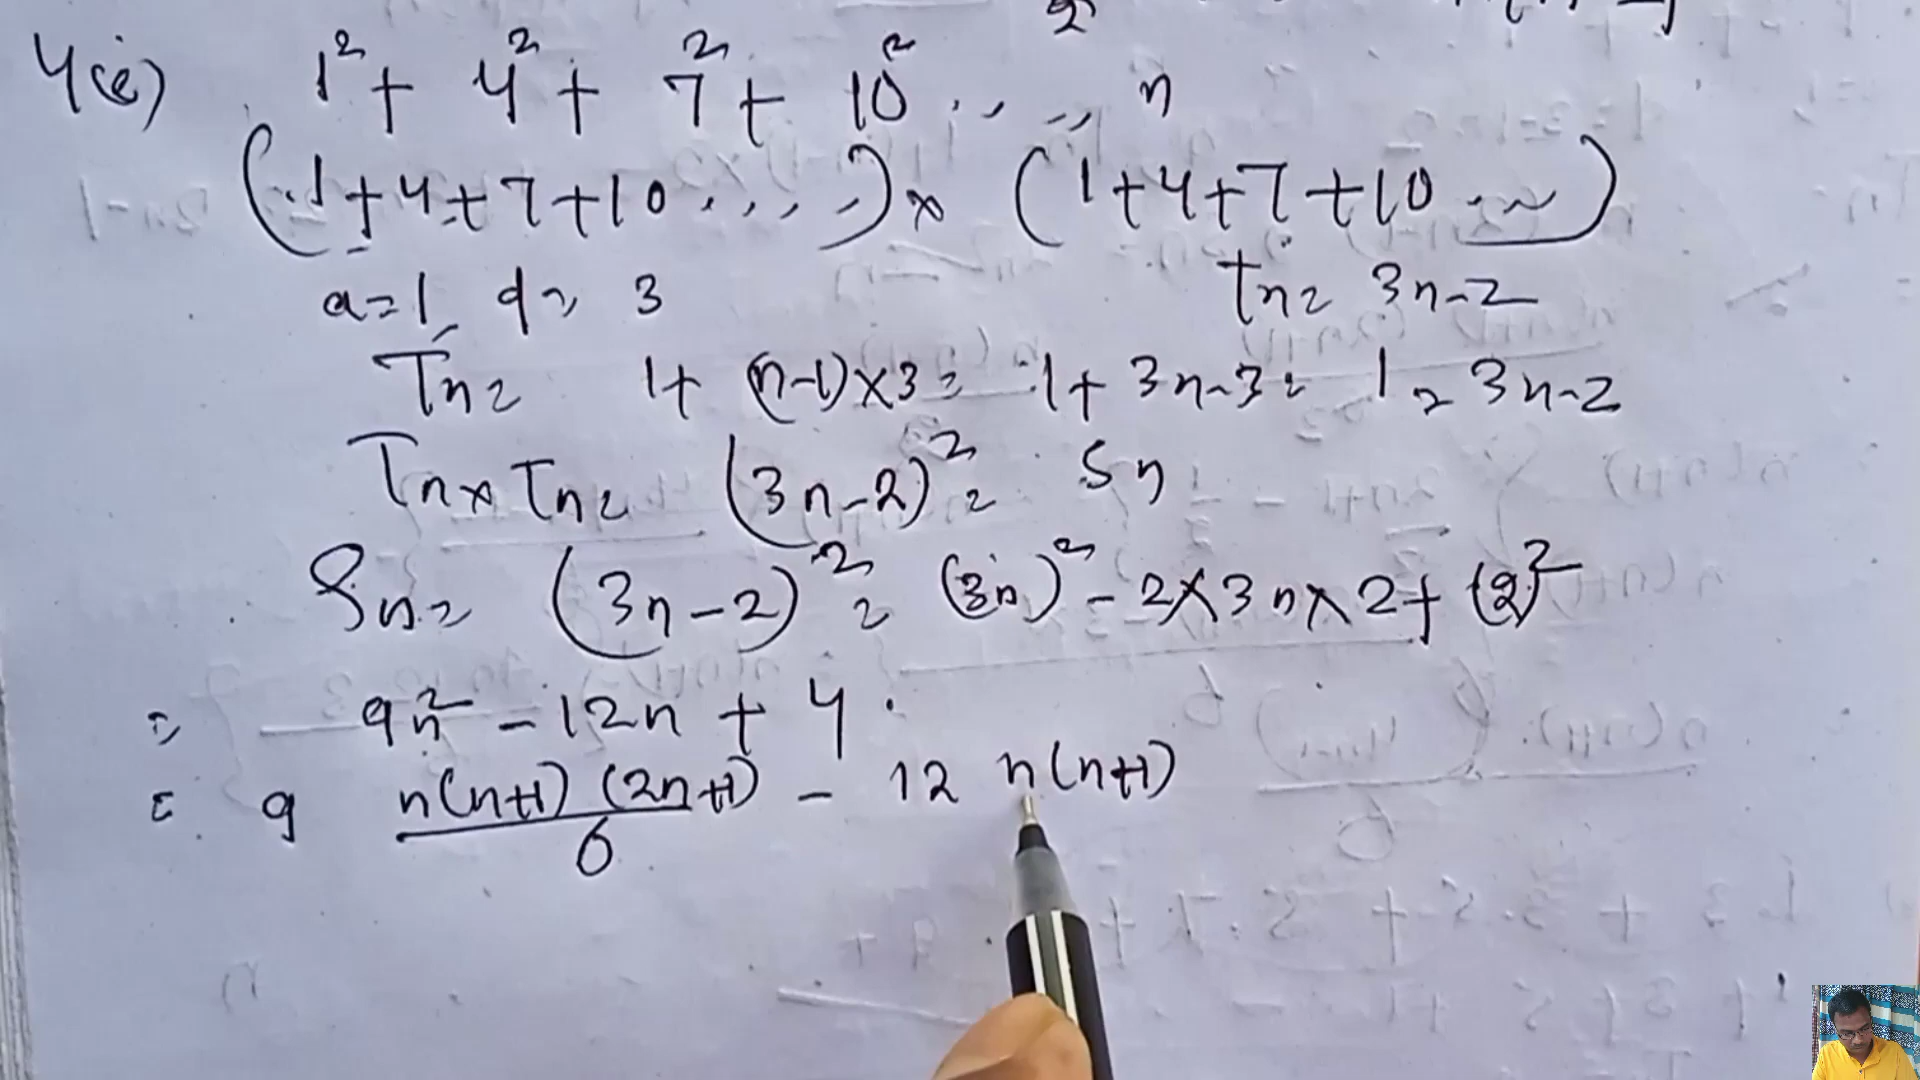 4(e) 1² + 4² + 7² + 10² . . . . n
(1 + 4 + 7 + 10 . . . . ) × (1 + 4 + 7 + 10 . . ~ )
a = 1, d = 3 Tn = 3n - 2
Tn = 1 + (n-1)×3 = 1 + 3n - 3 = 1 = 3n - 2
Tn × Tn = (3n - 2)² = Sn
Sn = (3n - 2)² = (3n)² - 2×3n×2 + (2)²
= 9n² - 12n + 4 .
= 9 n(n+1) (2n+1) / 6 - 12 n(n+1)